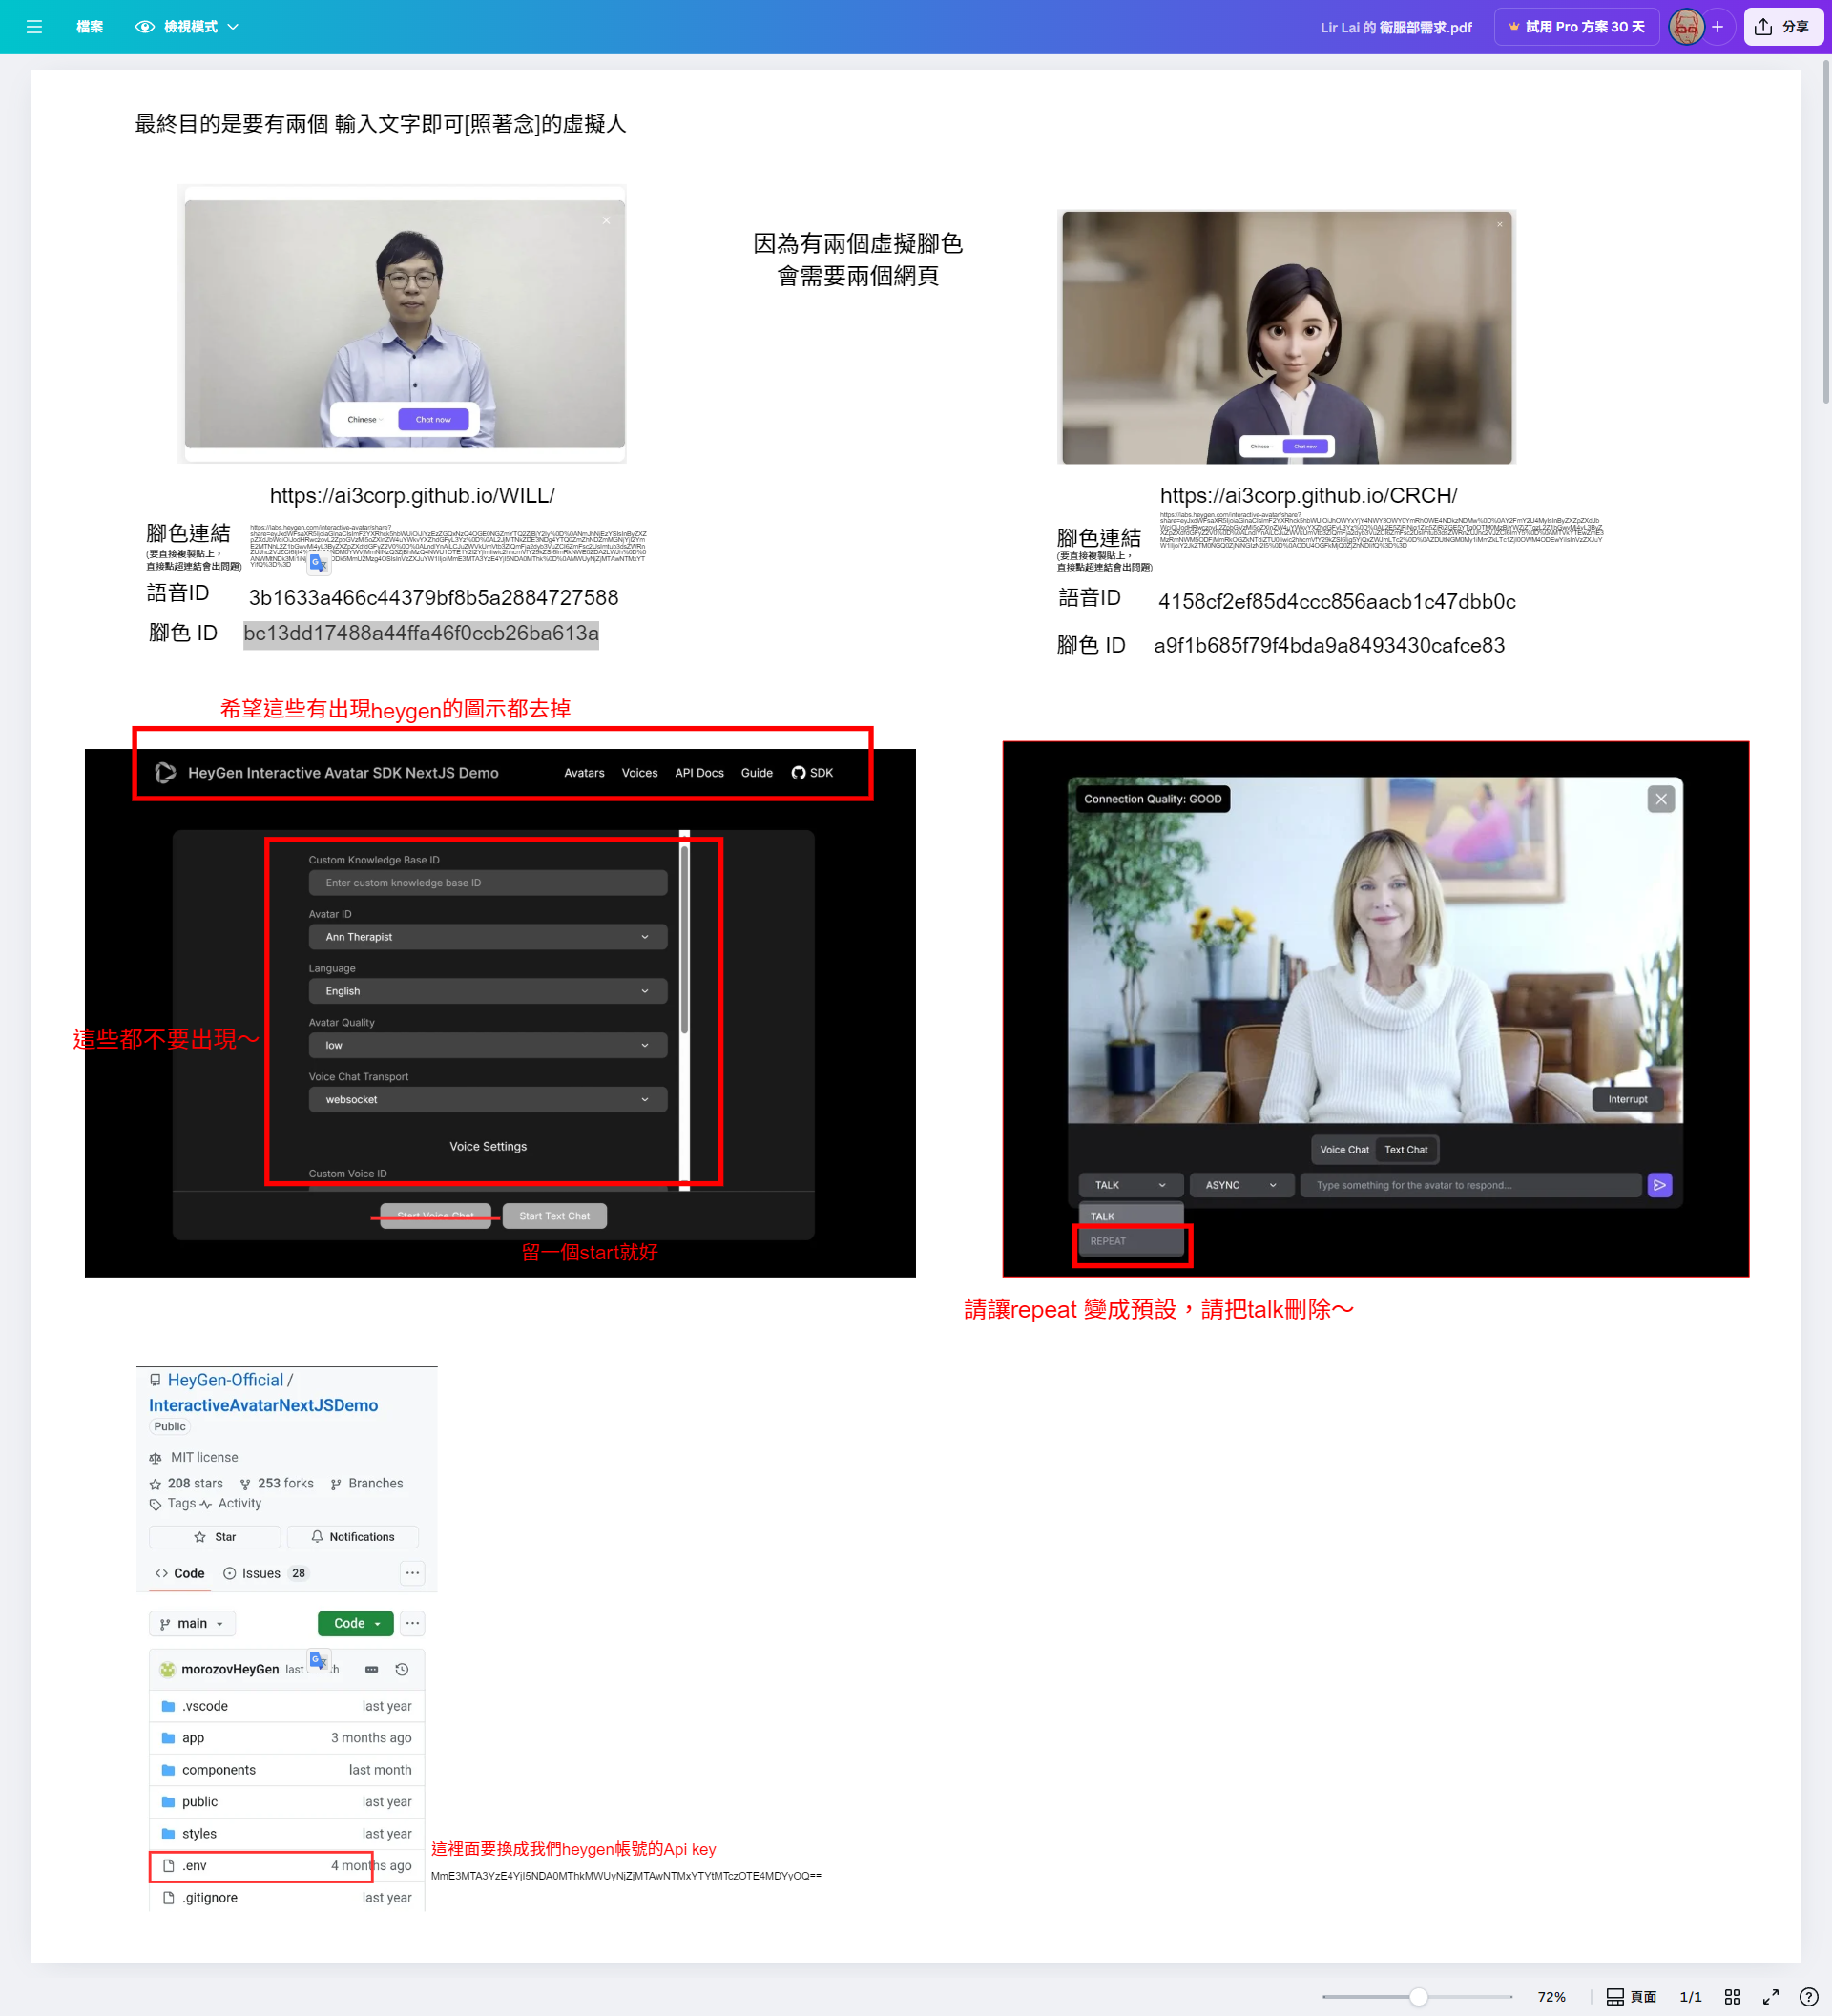 檔案
檢視模式
Lir Lai 的 衛服部需求.pdf
試用 Pro 方案 30 天
分享
最終目的是要有兩個 輸入文字即可[照著念]的虛擬人
Chinese
Chat now
因為有兩個虛擬腳色
會需要兩個網頁
Chinese
Chat now
https://ai3corp.github.io/WILL/
腳色連結
(要直接複製貼上，
直接點超連結會出問題)
https://labs.heygen.com/interactive-avatar/share?
語音ID
3b1633a466c44379bf8b5a2884727588
腳色 ID
bc13dd17488a44ffa46f0ccb26ba613a
https://ai3corp.github.io/CRCH/
腳色連結
(要直接複製貼上，
直接點超連結會出問題)
https://labs.heygen.com/interactive-avatar/share?
語音ID
4158cf2ef85d4ccc856aacb1c47dbb0c
腳色 ID
a9f1b685f79f4bda9a8493430cafce83
希望這些有出現heygen的圖示都去掉
HeyGen Interactive Avatar SDK NextJS Demo
Avatars
Voices
API Docs
Guide
SDK
Custom Knowledge Base ID
Enter custom knowledge base ID
Avatar ID
Ann Therapist
Language
English
Avatar Quality
low
Voice Chat Transport
websocket
Voice Settings
Custom Voice ID
這些都不要出現～
Start Voice Chat
Start Text Chat
留一個start就好
Connection Quality: GOOD
Interrupt
Voice Chat
Text Chat
TALK
ASYNC
Type something for the avatar to respond...
TALK
REPEAT
請讓repeat 變成預設，請把talk刪除～
HeyGen-Official /
InteractiveAvatarNextJSDemo
Public
MIT license
208 stars
253 forks
Branches
Tags
Activity
Star
Notifications
Code
Issues 28
main
Code
morozovHeyGen last
.vscode last year
app 3 months ago
components last month
public last year
styles last year
.env 4 months ago
.gitignore last year
這裡面要換成我們heygen帳號的Api key
MmE3MTA3YzE4YjI5NDA0MThkMWUyNjZjMTAwNTMxYTYtMTczOTE4MDYyOQ==
72%
頁面
1/1